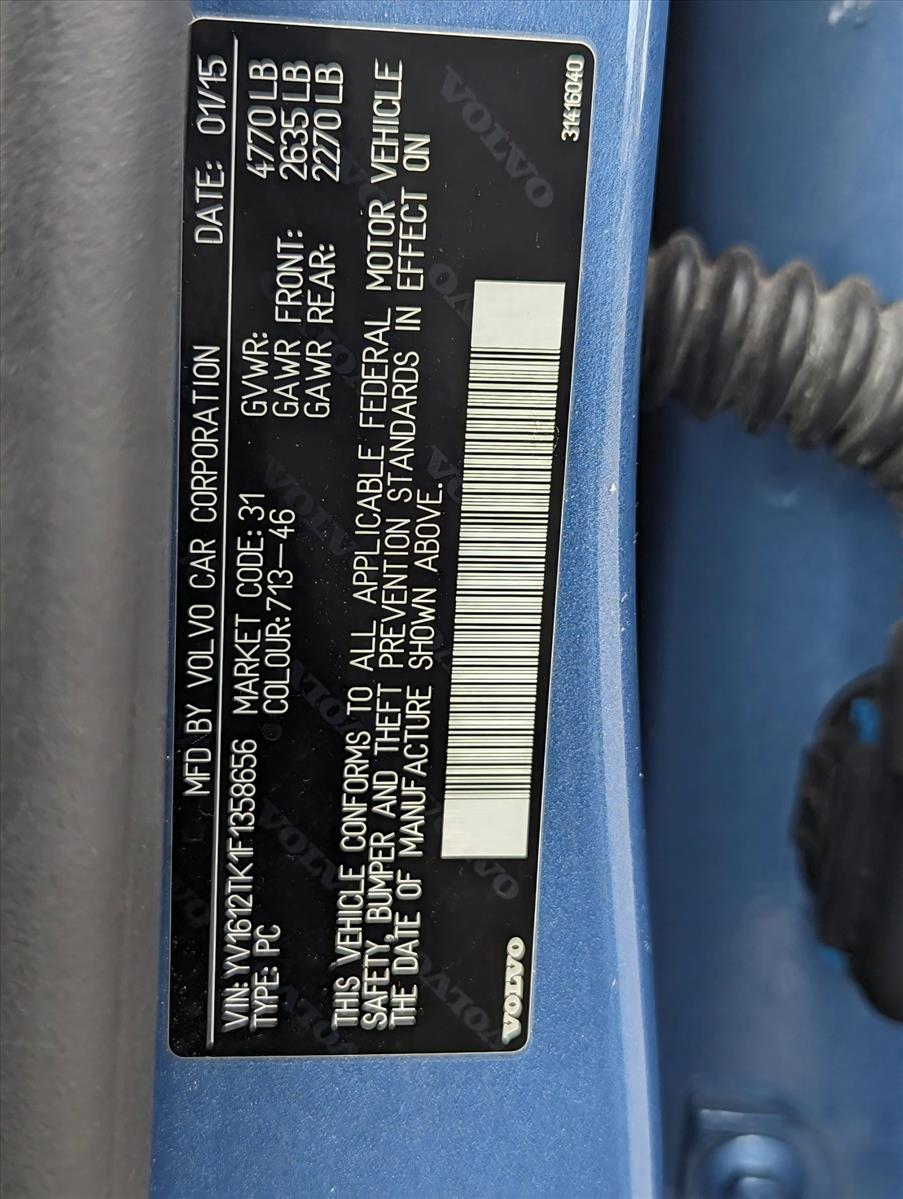 MFD BY VOLVO CAR CORPORATION DATE: 01/15
VIN: YV1612TK1F1358656 MARKET CODE: 31 GVWR: 4770 LB
TYPE: PC COLOUR: 713-46 GAWR FRONT: 2635 LB
GAWR REAR: 2270 LB
THIS VEHICLE CONFORMS TO ALL APPLICABLE FEDERAL MOTOR VEHICLE
SAFETY, BUMPER AND THEFT PREVENTION STANDARDS IN EFFECT ON
THE DATE OF MANUFACTURE SHOWN ABOVE.
VOLVO
31416040